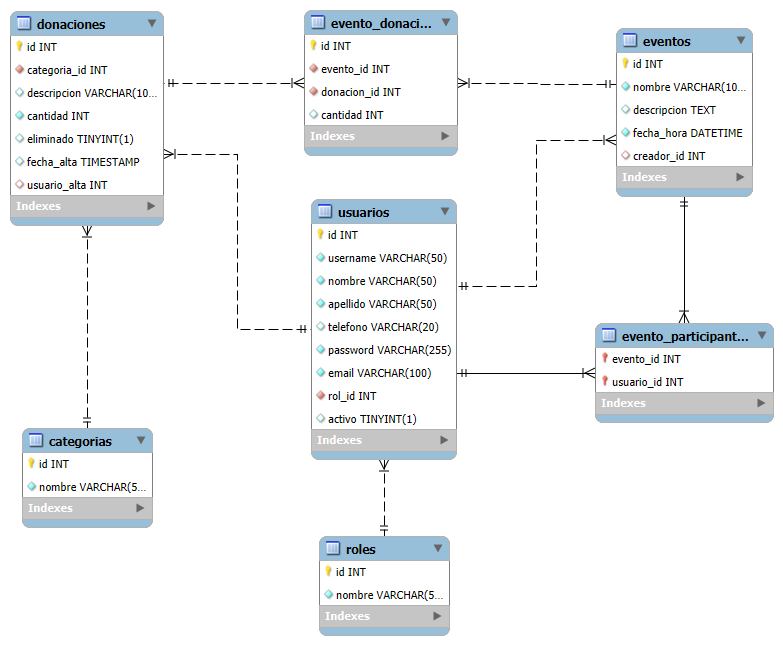 donaciones
id INT
categoria_id INT
descripcion VARCHAR(10...
cantidad INT
eliminado TINYINT(1)
fecha_alta TIMESTAMP
usuario_alta INT
Indexes
evento_donaci...
id INT
evento_id INT
donacion_id INT
cantidad INT
Indexes
eventos
id INT
nombre VARCHAR(10...
descripcion TEXT
fecha_hora DATETIME
creador_id INT
Indexes
usuarios
id INT
username VARCHAR(50)
nombre VARCHAR(50)
apellido VARCHAR(50)
telefono VARCHAR(20)
password VARCHAR(255)
email VARCHAR(100)
rol_id INT
activo TINYINT(1)
Indexes
evento_participant...
evento_id INT
usuario_id INT
Indexes
categorias
id INT
nombre VARCHAR(5...
Indexes
roles
id INT
nombre VARCHAR(5...
Indexes